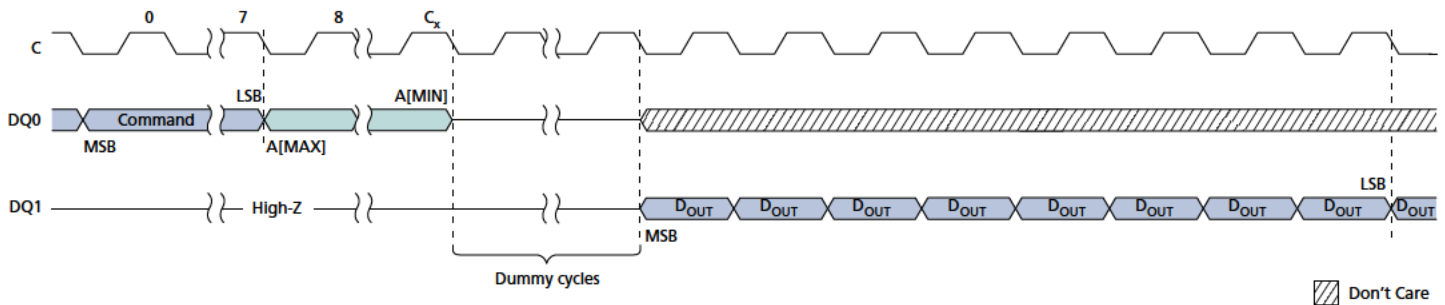 0 7 8 Cx
C
LSB A[MIN]
DQ0 Command
MSB A[MAX]
LSB
DQ1 High-Z DOUT DOUT DOUT DOUT DOUT DOUT DOUT DOUT DOUT
MSB
Dummy cycles
Don't Care